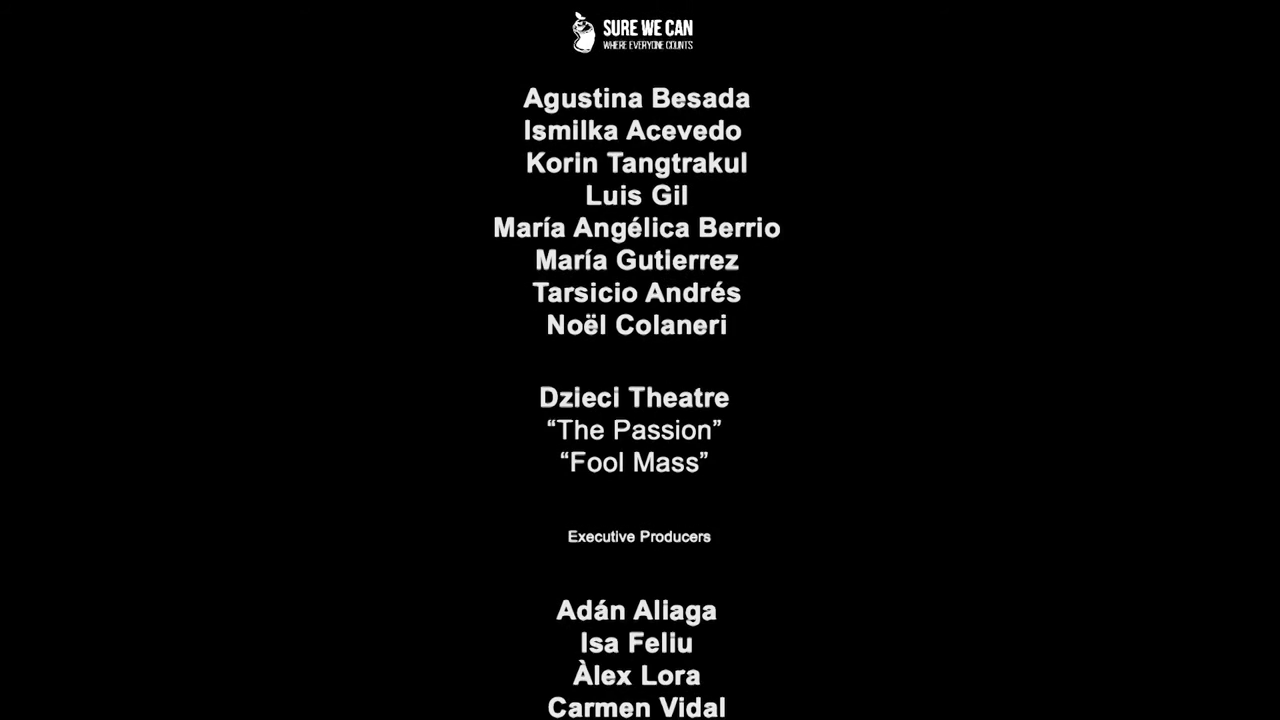 SURE WE CAN
WHERE EVERYONE COUNTS
Agustina Besada
Ismilka Acevedo
Korin Tangtrakul
Luis Gil
María Angélica Berrio
María Gutierrez
Tarsicio Andrés
Noël Colaneri
Dzieci Theatre
“The Passion”
“Fool Mass”
Executive Producers
Adán Aliaga
Isa Feliu
Àlex Lora
Carmen Vidal